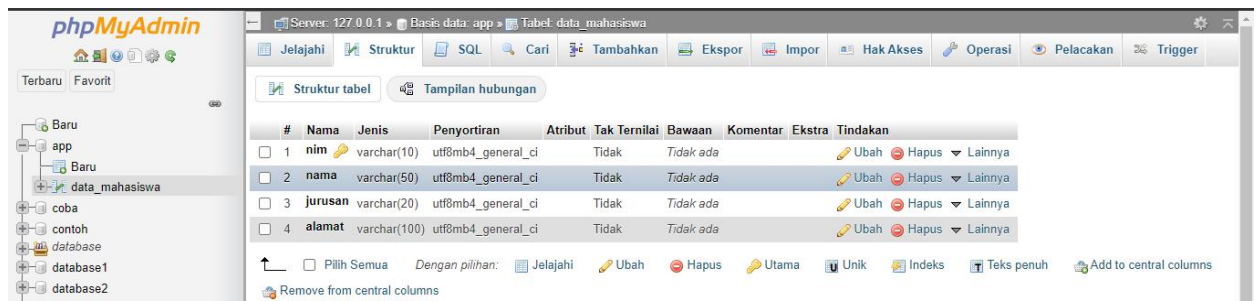 phpMyAdmin
Server: 127.0.0.1 » Basis data: app » Tabel: data_mahasiswa
Jelajahi Struktur SQL Cari Tambahkan Ekspor Impor Hak Akses Operasi Pelacakan Trigger
Terbaru Favorit
Struktur tabel Tampilan hubungan
Baru
app
Baru
data_mahasiswa
coba
contoh
database
database1
database2
# Nama Jenis Penyortiran Atribut Tak Ternilai Bawaan Komentar Ekstra Tindakan
1 nim varchar(10) utf8mb4_general_ci Tidak Tidak ada Ubah Hapus Lainnya
2 nama varchar(50) utf8mb4_general_ci Tidak Tidak ada Ubah Hapus Lainnya
3 jurusan varchar(20) utf8mb4_general_ci Tidak Tidak ada Ubah Hapus Lainnya
4 alamat varchar(100) utf8mb4_general_ci Tidak Tidak ada Ubah Hapus Lainnya
Pilih Semua Dengan pilihan: Jelajahi Ubah Hapus Utama Unik Indeks Teks penuh Add to central columns
Remove from central columns